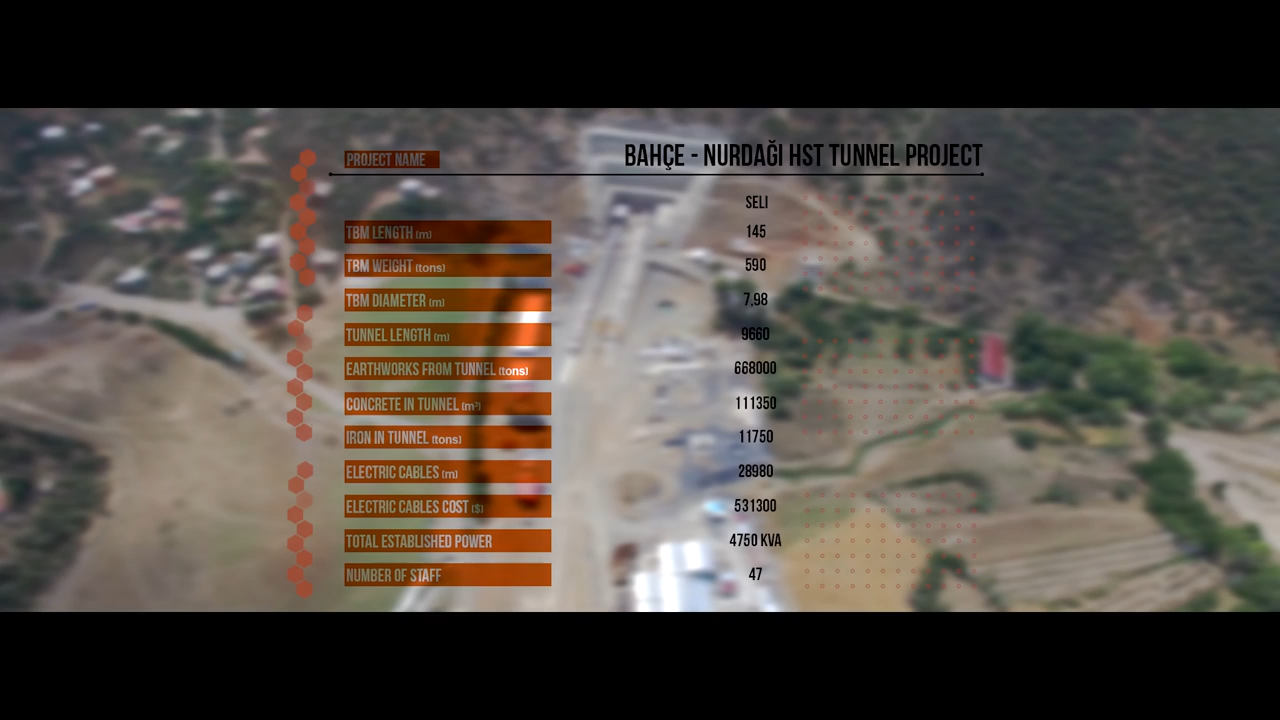 PROJECT NAME BAHÇE - NURDAĞI HST TUNNEL PROJECT
SELI
TBM LENGTH (m) 145
TBM WEIGHT (tons) 590
TBM DIAMETER (m) 7,98
TUNNEL LENGTH (m) 9660
EARTHWORKS FROM TUNNEL (tons) 668000
CONCRETE IN TUNNEL (m³) 111350
IRON IN TUNNEL (tons) 11750
ELECTRIC CABLES (m) 28980
ELECTRIC CABLES COST ($) 531300
TOTAL ESTABLISHED POWER 4750 KVA
NUMBER OF STAFF 47